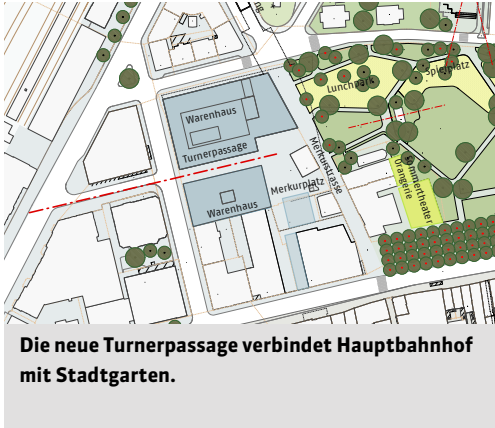 Lunchpark
Spielplatz
Warenhaus
Turnerpassage
Merkurstrasse
Merkurplatz
Warenhaus
Orangerie
Sommertheater
Die neue Turnerpassage verbindet Hauptbahnhof
mit Stadtgarten.